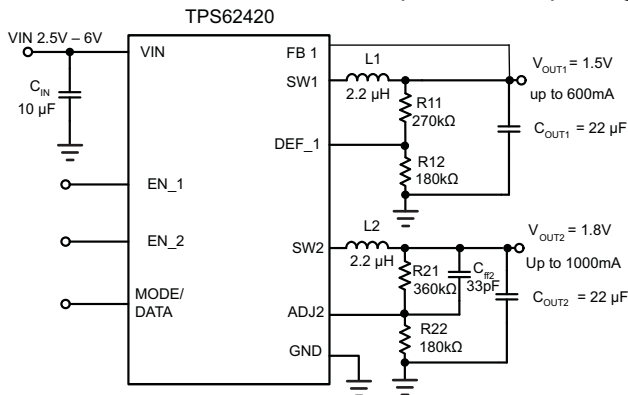 TPS62420
VIN 2.5V – 6V
VIN
FB 1
L1
SW1
2.2 µH
VOUT1 = 1.5V
up to 600mA
CIN
10 µF
R11
270kΩ
COUT1 = 22 µF
DEF_1
R12
180kΩ
EN_1
EN_2
L2
SW2
2.2 µH
VOUT2 = 1.8V
Up to 1000mA
R21
360kΩ
Cff2
33pF
COUT2 = 22 µF
MODE/
DATA
ADJ2
R22
180kΩ
GND